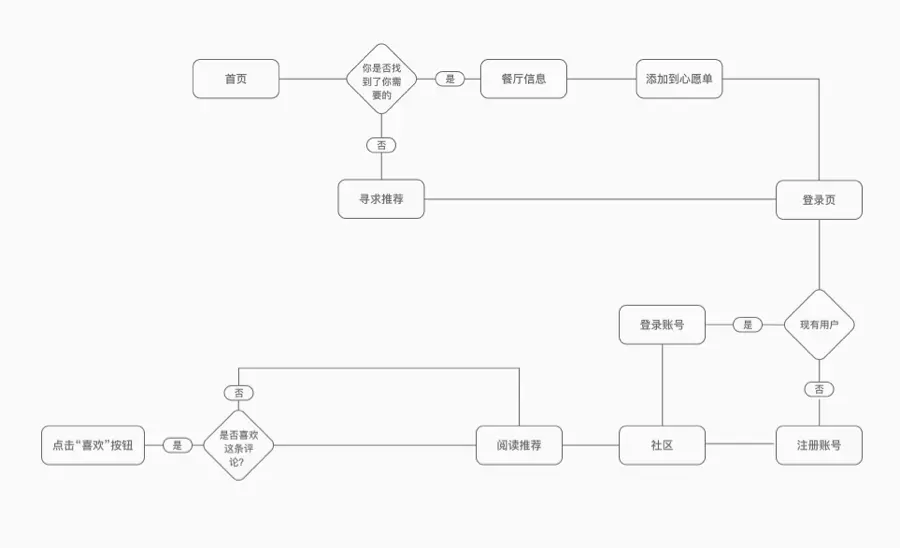 首页
你是否找
到了你需
要的
是
餐厅信息
添加到心愿单
否
寻求推荐
登录页
登录账号
是
现有用户
否
否
点击“喜欢”按钮
是
是否喜欢
这条评
论?
阅读推荐
社区
注册账号